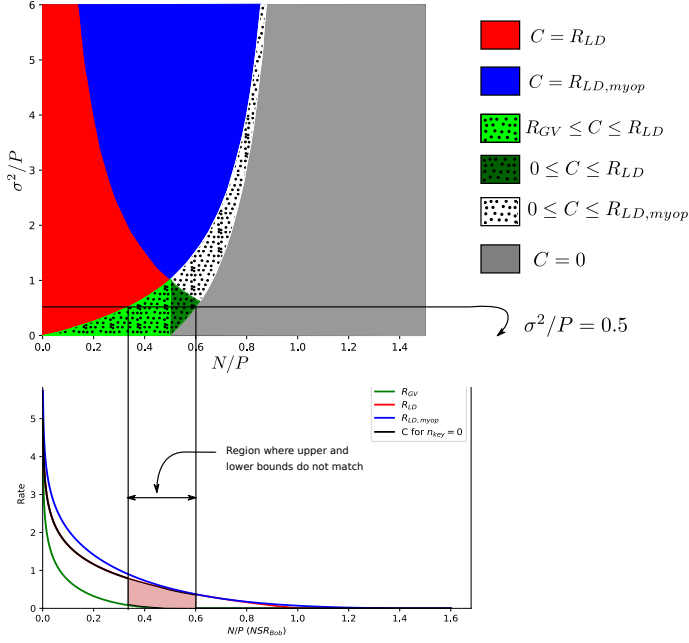 6
5
4
3
2
1
0
σ²/P
0.0 0.2 0.4 0.6 0.8 1.0 1.2 1.4
N/P
C = R_{LD}
C = R_{LD,myop}
R_{GV} ≤ C ≤ R_{LD}
0 ≤ C ≤ R_{LD}
0 ≤ C ≤ R_{LD,myop}
C = 0
σ²/P = 0.5
R_{GV}
R_{LD}
R_{LD,myop}
C for n_{key} = 0
Region where upper and
lower bounds do not match
5
4
3
2
1
0
Rate
0.0 0.2 0.4 0.6 0.8 1.0 1.2 1.4 1.6
N/P (NSR_{Bob})